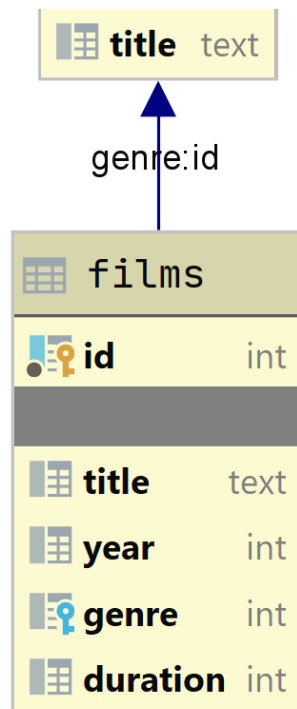 title text
genre:id
films
id int
title text
year int
genre int
duration int